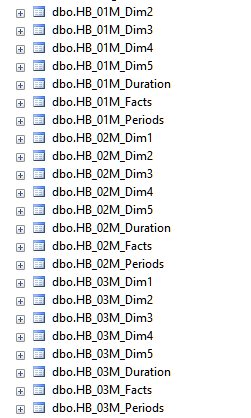 dbo.HB_01M_Dim2
dbo.HB_01M_Dim3
dbo.HB_01M_Dim4
dbo.HB_01M_Dim5
dbo.HB_01M_Duration
dbo.HB_01M_Facts
dbo.HB_01M_Periods
dbo.HB_02M_Dim1
dbo.HB_02M_Dim2
dbo.HB_02M_Dim3
dbo.HB_02M_Dim4
dbo.HB_02M_Dim5
dbo.HB_02M_Duration
dbo.HB_02M_Facts
dbo.HB_02M_Periods
dbo.HB_03M_Dim1
dbo.HB_03M_Dim2
dbo.HB_03M_Dim3
dbo.HB_03M_Dim4
dbo.HB_03M_Dim5
dbo.HB_03M_Duration
dbo.HB_03M_Facts
dbo.HB_03M_Periods